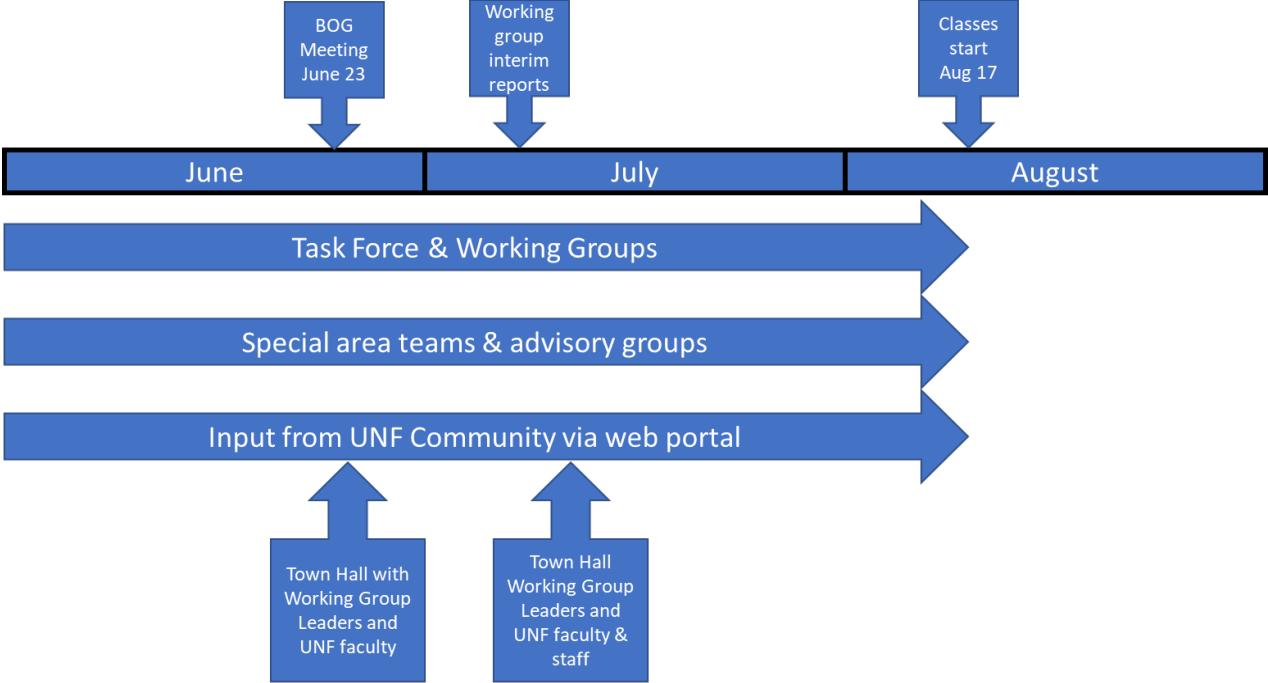 BOG
Meeting
June 23
Working
group
interim
reports
Classes
start
Aug 17
June
July
August
Task Force & Working Groups
Special area teams & advisory groups
Input from UNF Community via web portal
Town Hall with
Working Group
Leaders and
UNF faculty
Town Hall
Working Group
Leaders and
UNF faculty &
staff